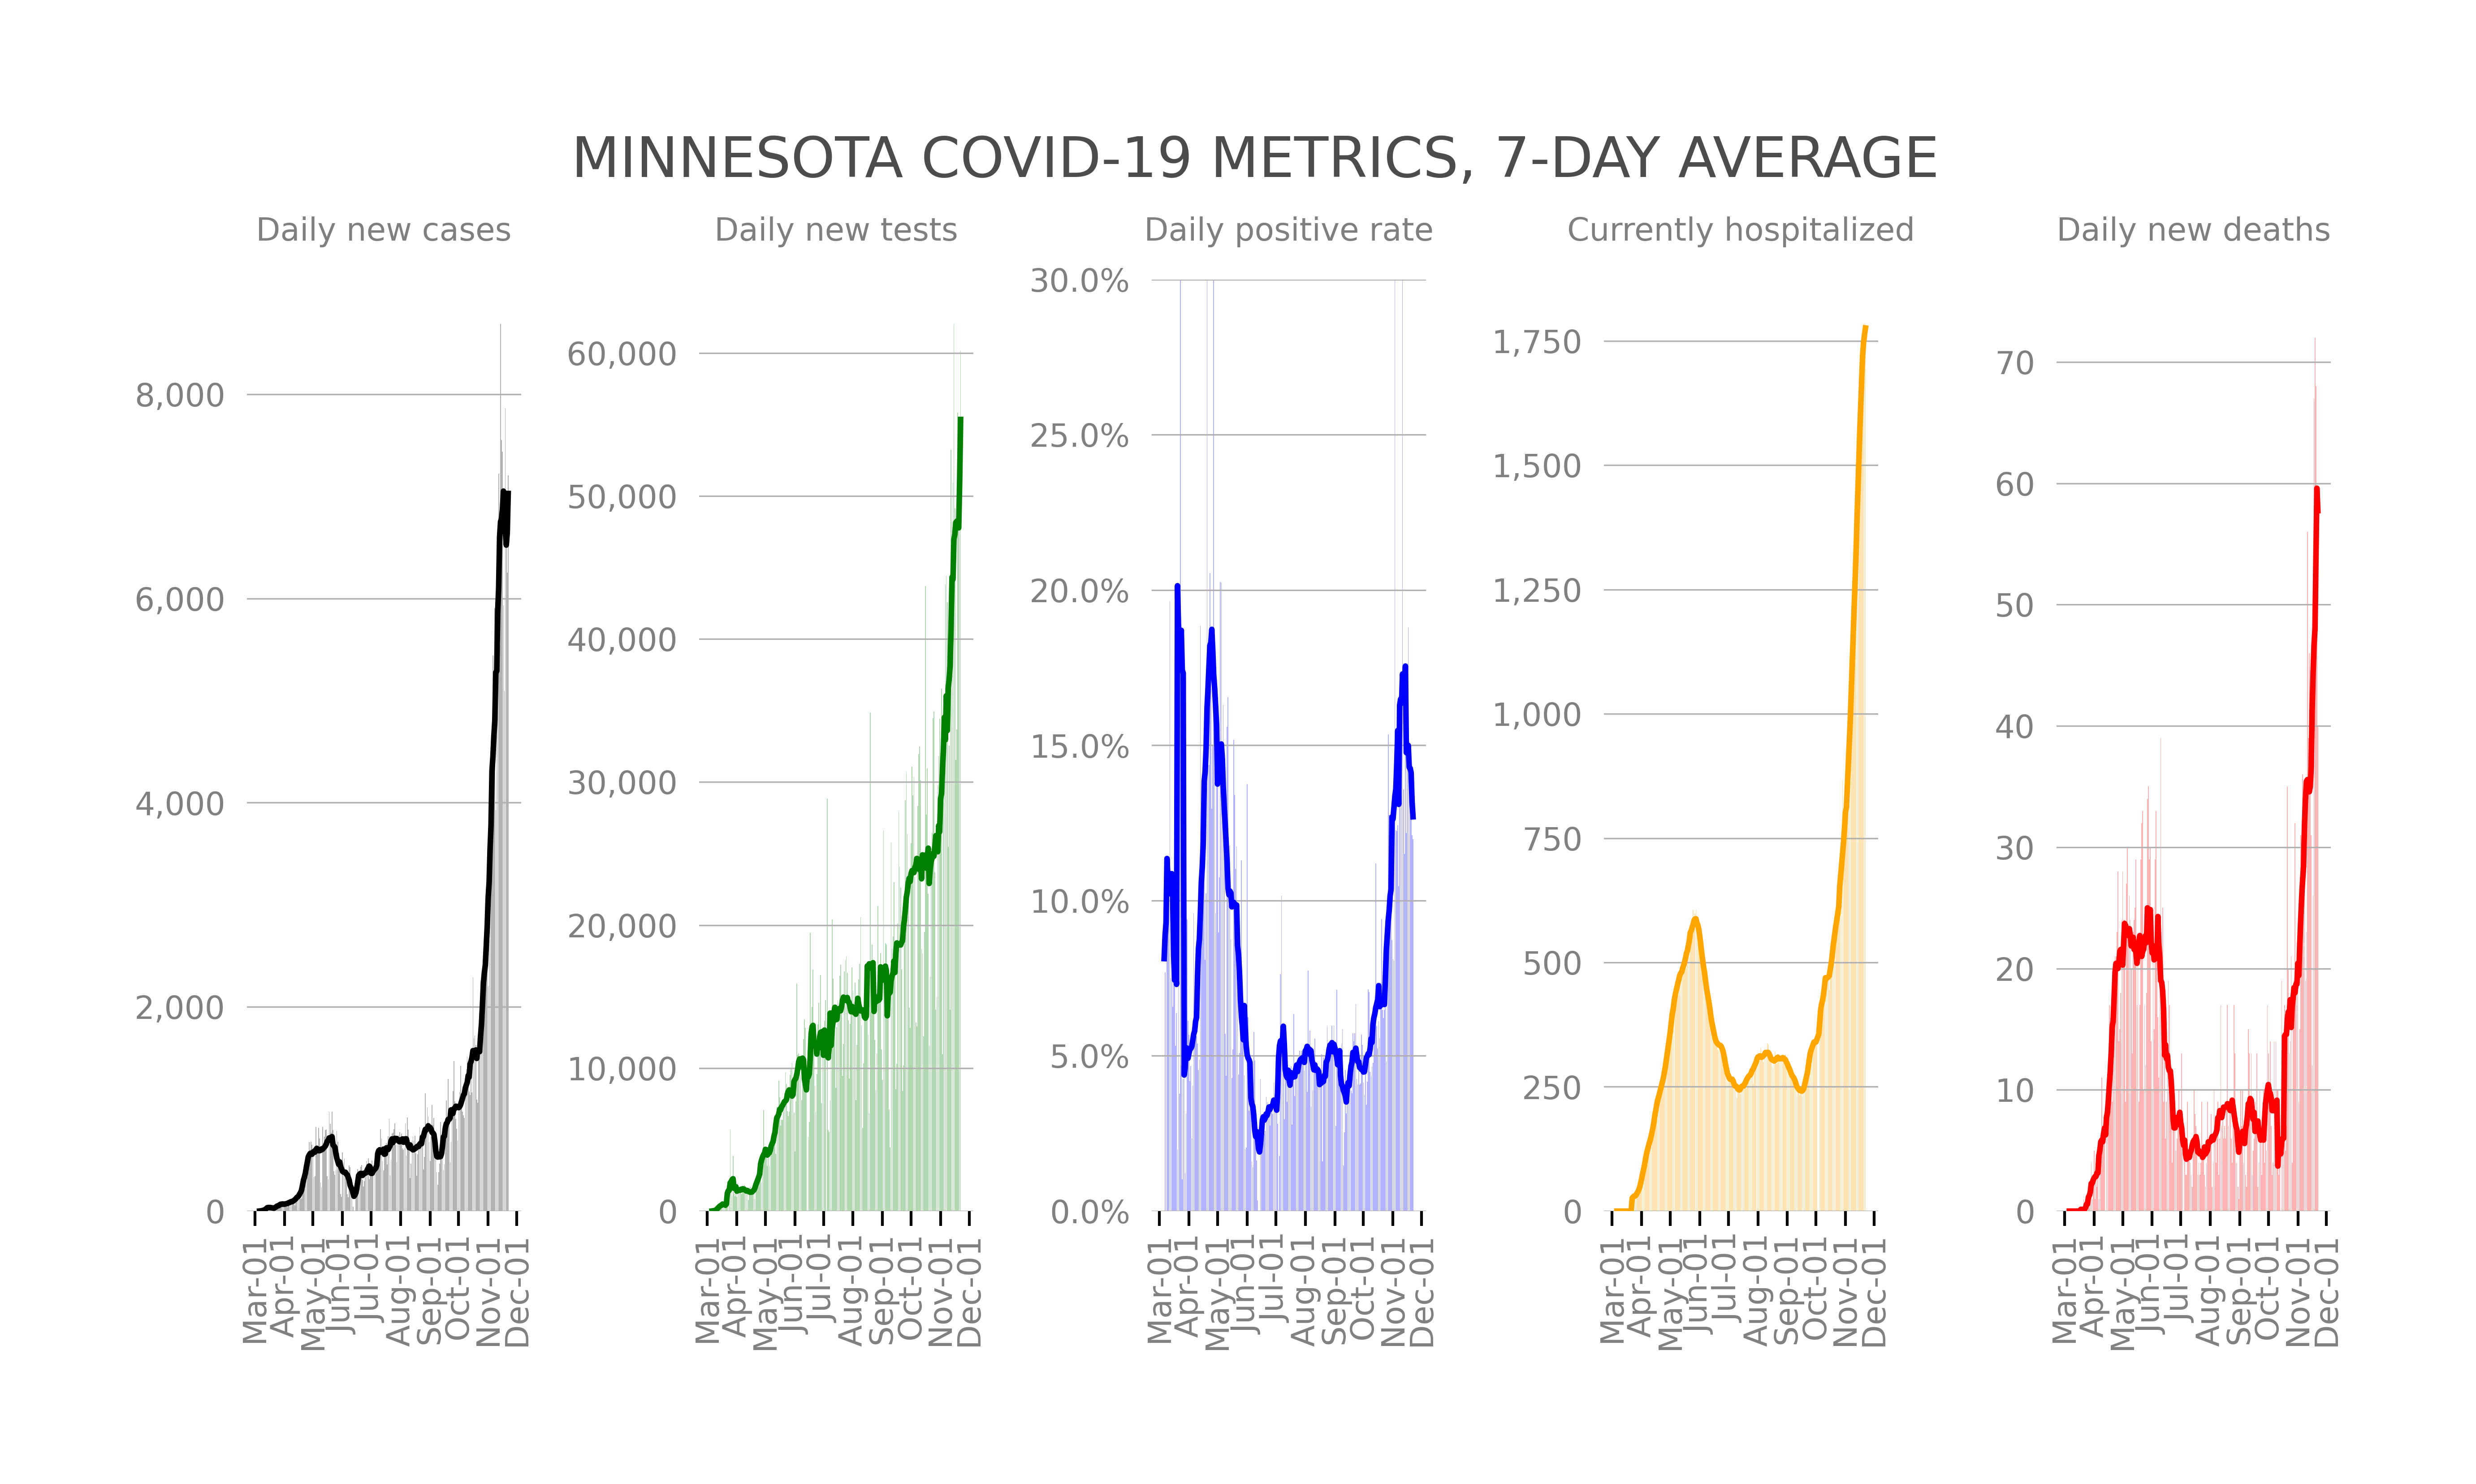 MINNESOTA COVID-19 METRICS, 7-DAY AVERAGE
Daily new cases
8,000
6,000
4,000
2,000
0
Mar-01
Apr-01
May-01
Jun-01
Jul-01
Aug-01
Sep-01
Oct-01
Nov-01
Dec-01
Daily new tests
60,000
50,000
40,000
30,000
20,000
10,000
0
Mar-01
Apr-01
May-01
Jun-01
Jul-01
Aug-01
Sep-01
Oct-01
Nov-01
Dec-01
Daily positive rate
30.0%
25.0%
20.0%
15.0%
10.0%
5.0%
0.0%
Mar-01
Apr-01
May-01
Jun-01
Jul-01
Aug-01
Sep-01
Oct-01
Nov-01
Dec-01
Currently hospitalized
1,750
1,500
1,250
1,000
750
500
250
0
Mar-01
Apr-01
May-01
Jun-01
Jul-01
Aug-01
Sep-01
Oct-01
Nov-01
Dec-01
Daily new deaths
70
60
50
40
30
20
10
0
Mar-01
Apr-01
May-01
Jun-01
Jul-01
Aug-01
Sep-01
Oct-01
Nov-01
Dec-01